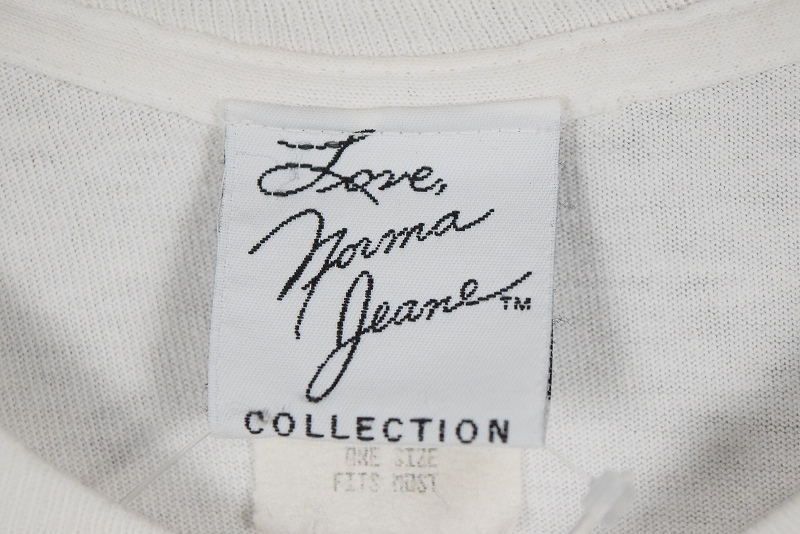 Love,
Norma
Jeane™
COLLECTION
ONE SIZE
FITS MOST